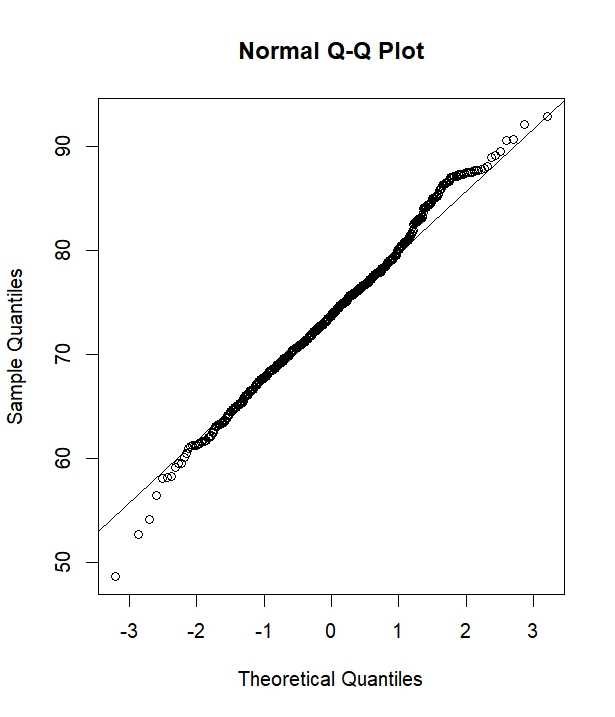 Normal Q-Q Plot
Sample Quantiles
90
80
70
60
50
-3 -2 -1 0 1 2 3
Theoretical Quantiles